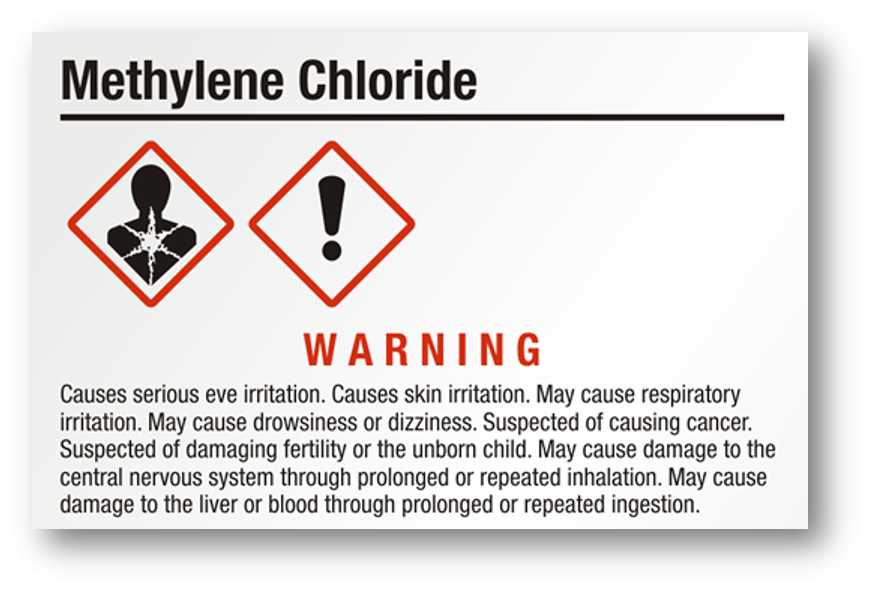 Methylene Chloride
WARNING
Causes serious eve irritation. Causes skin irritation. May cause respiratory
irritation. May cause drowsiness or dizziness. Suspected of causing cancer.
Suspected of damaging fertility or the unborn child. May cause damage to the
central nervous system through prolonged or repeated inhalation. May cause
damage to the liver or blood through prolonged or repeated ingestion.